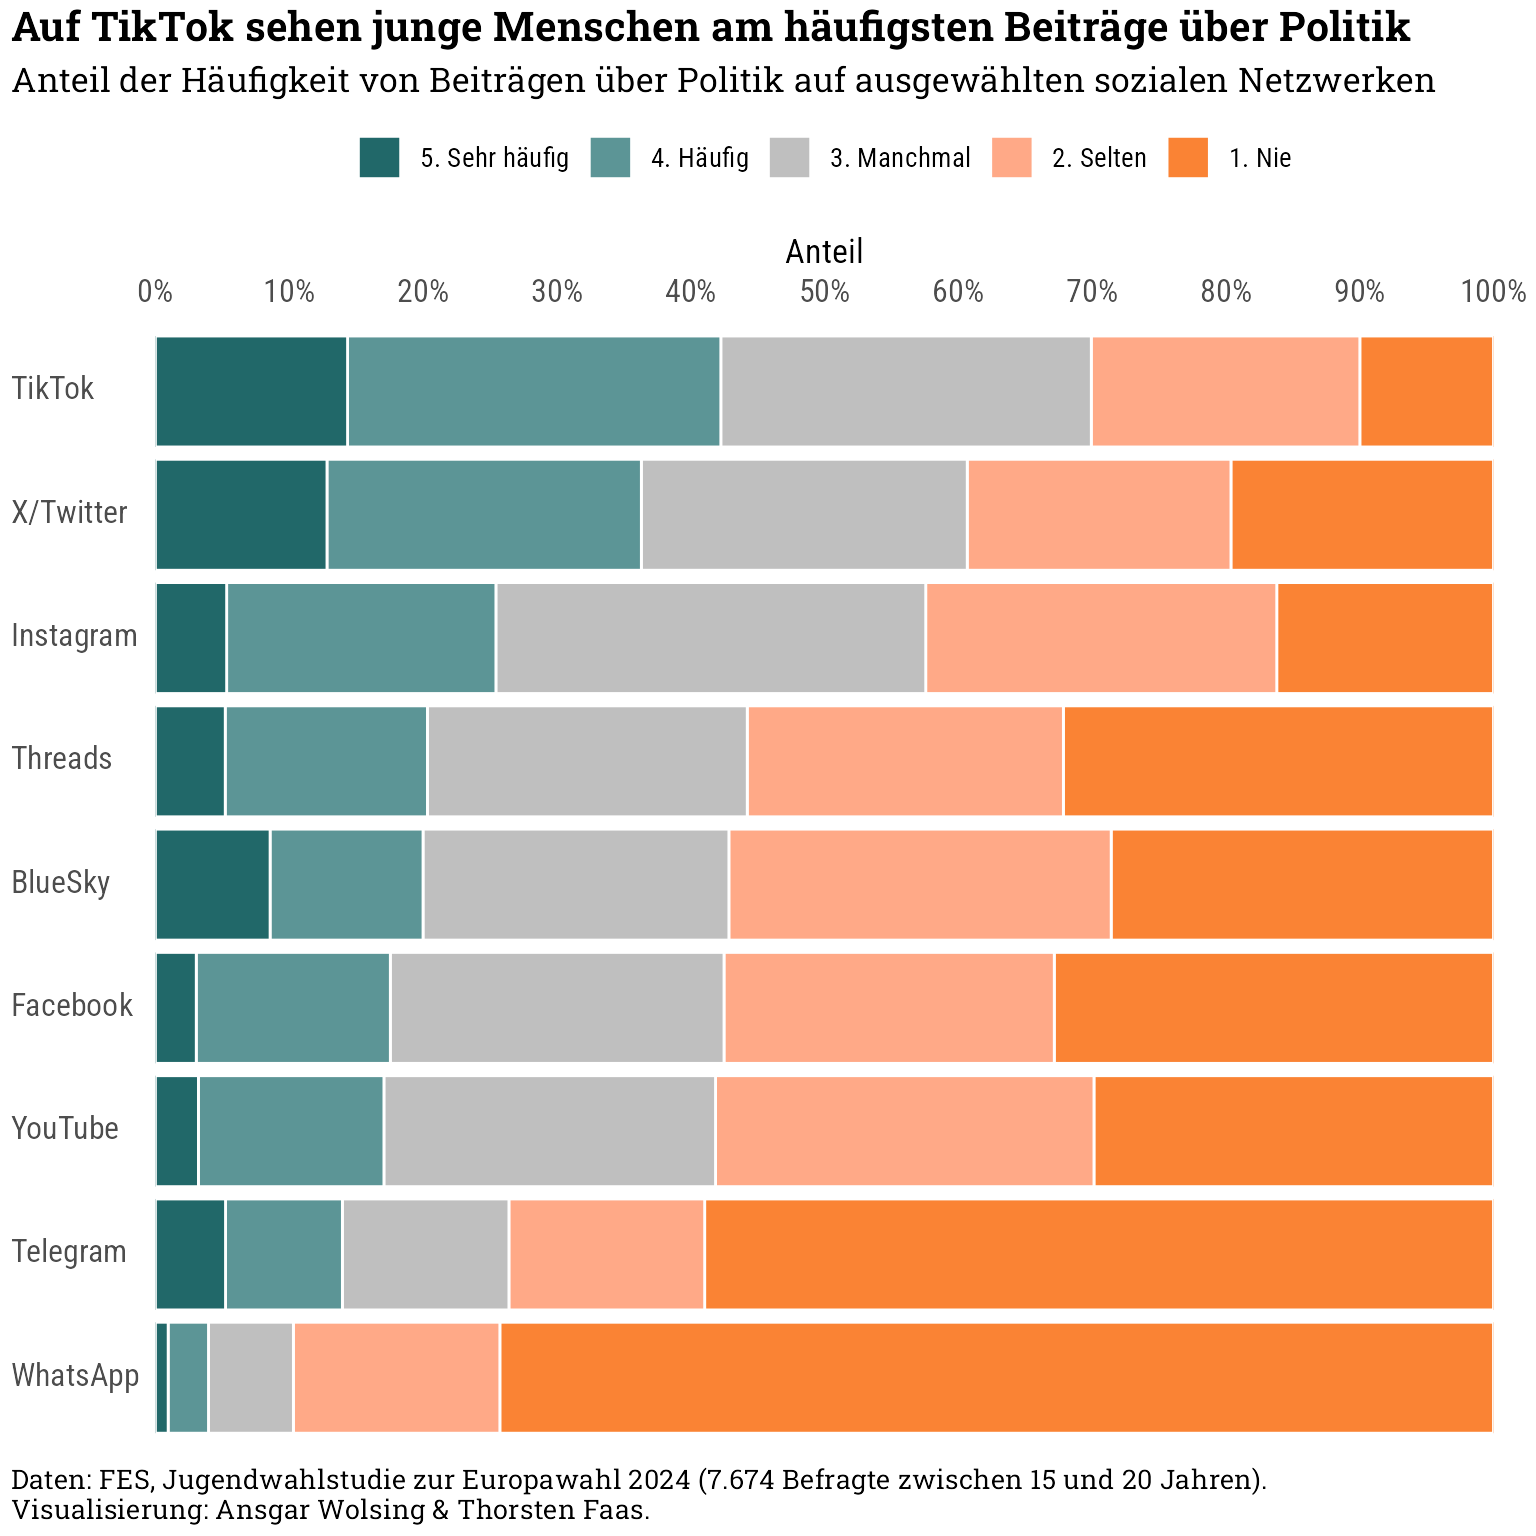 Auf TikTok sehen junge Menschen am häufigsten Beiträge über Politik
Anteil der Häufigkeit von Beiträgen über Politik auf ausgewählten sozialen Netzwerken
5. Sehr häufig 4. Häufig 3. Manchmal 2. Selten 1. Nie
Anteil
0% 10% 20% 30% 40% 50% 60% 70% 80% 90% 100%
TikTok
X/Twitter
Instagram
Threads
BlueSky
Facebook
YouTube
Telegram
WhatsApp
Daten: FES, Jugendwahlstudie zur Europawahl 2024 (7.674 Befragte zwischen 15 und 20 Jahren).
Visualisierung: Ansgar Wolsing & Thorsten Faas.